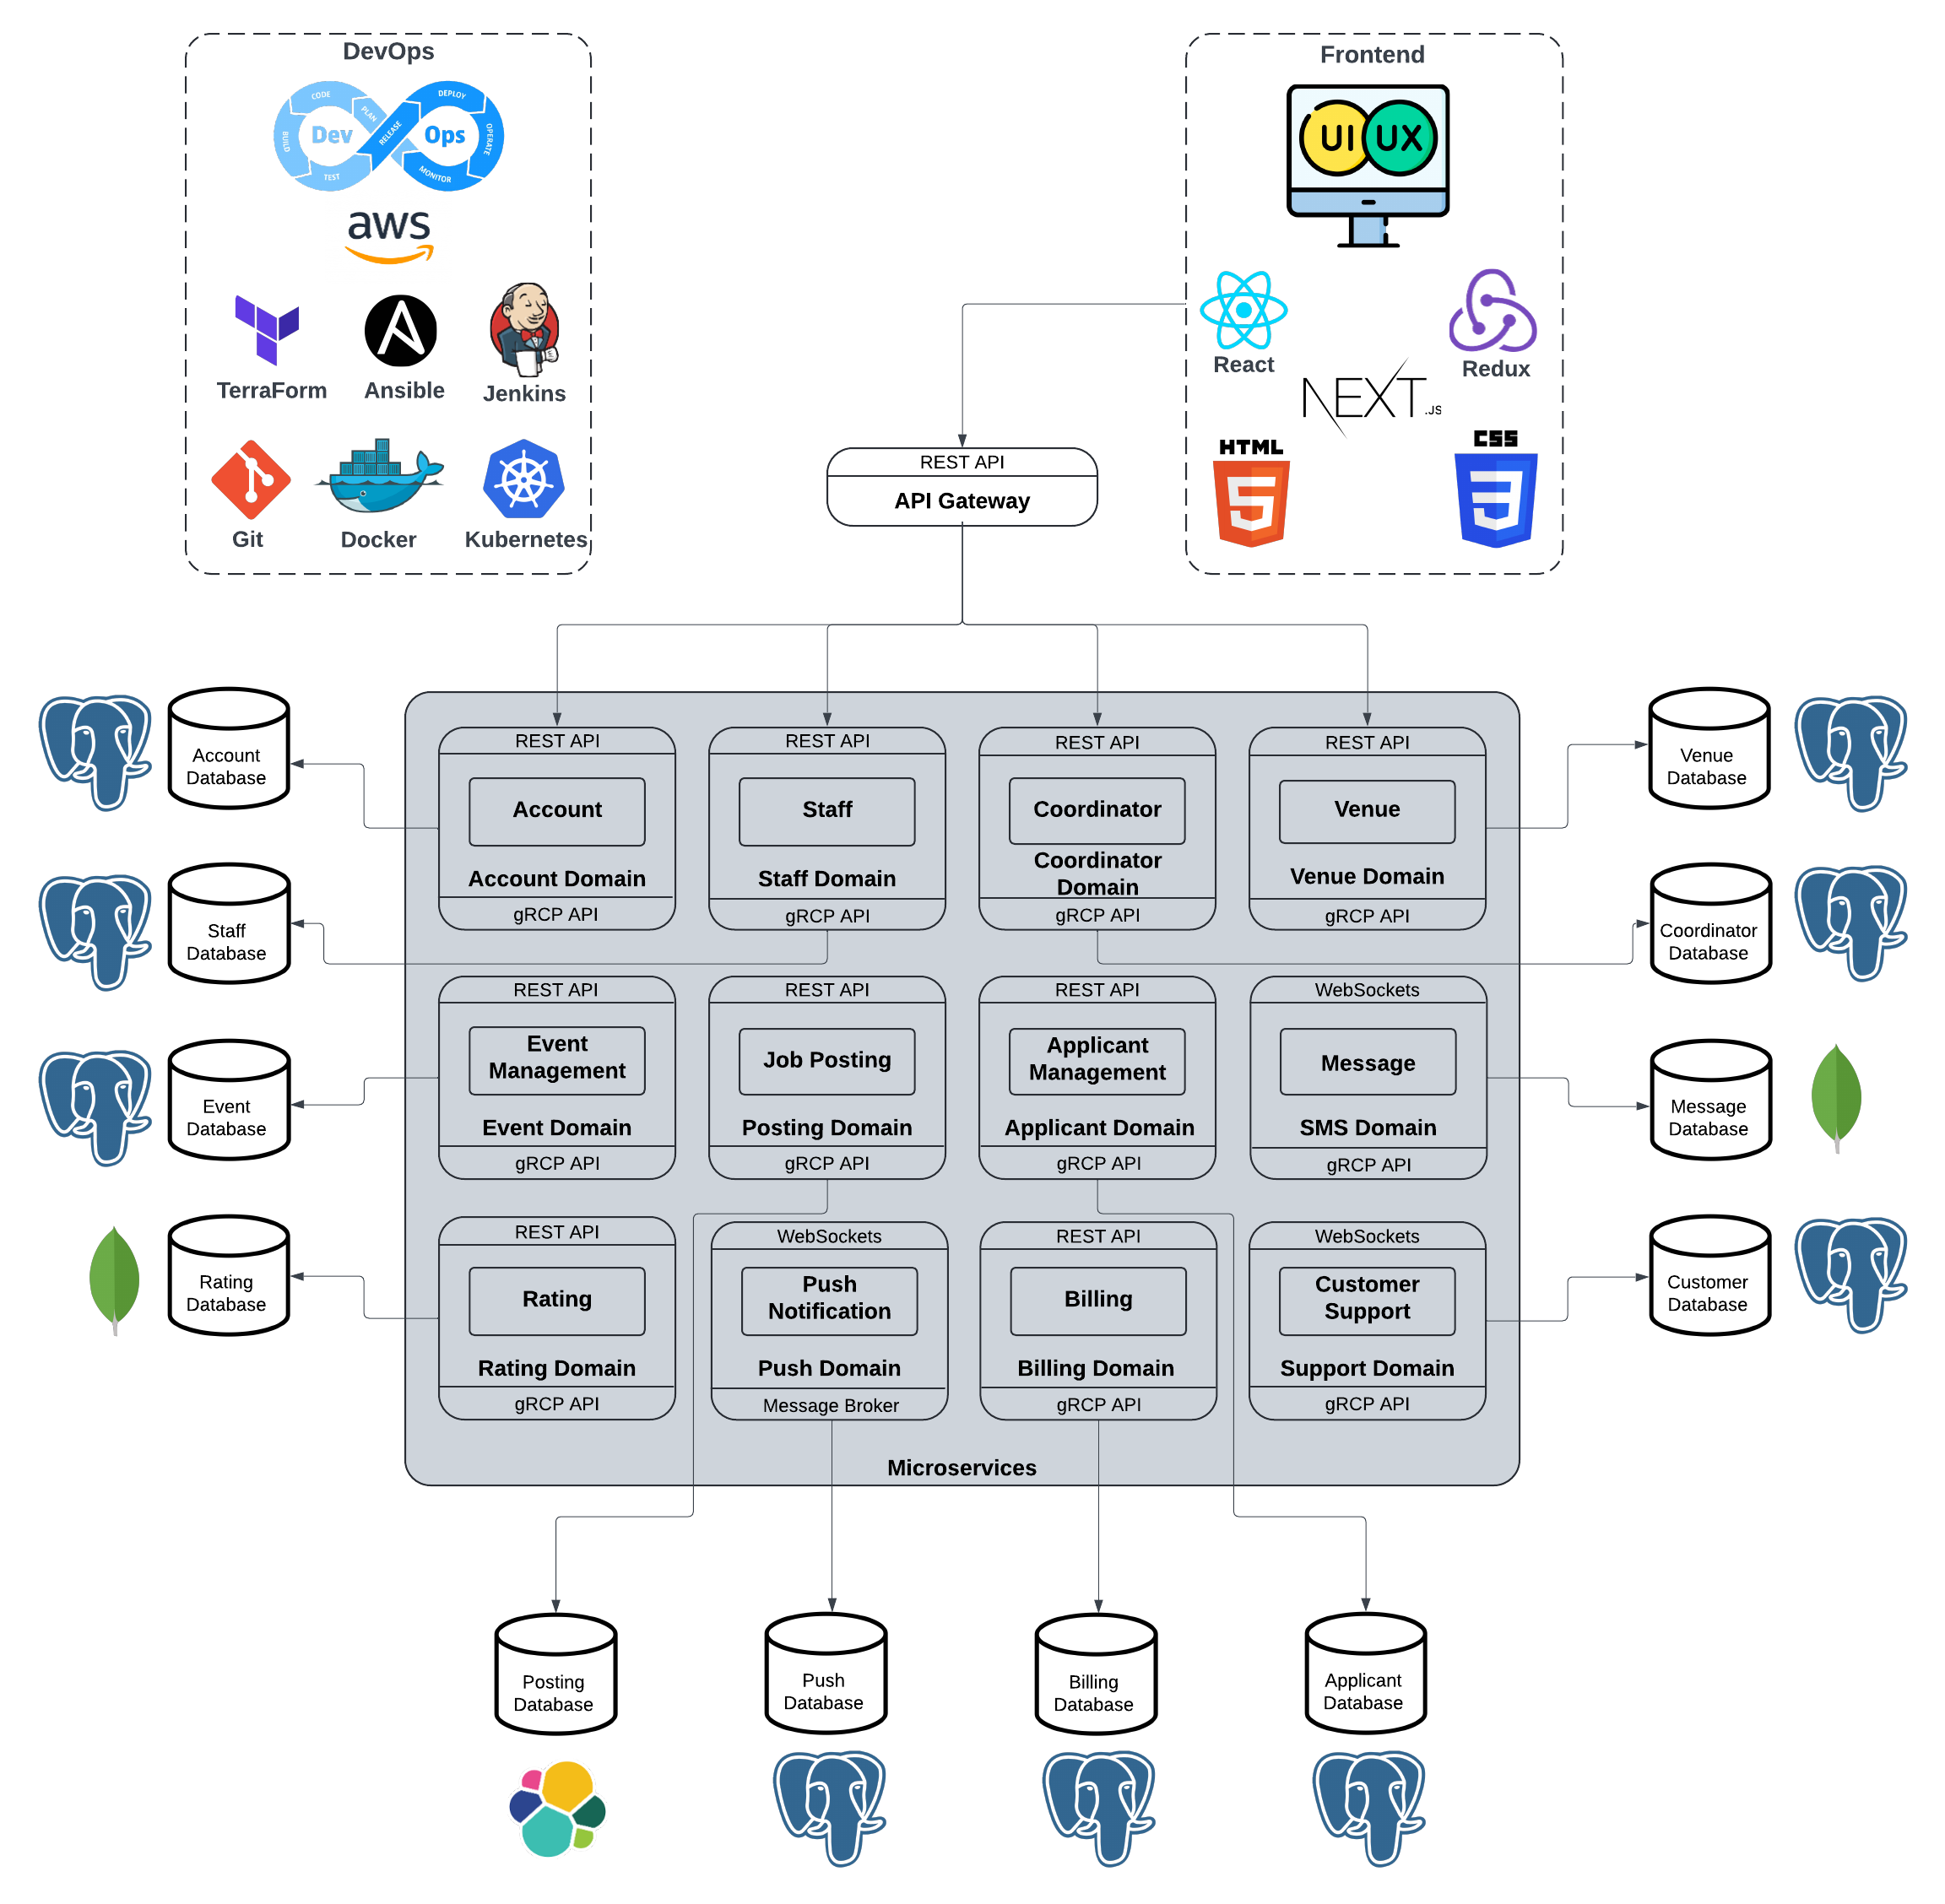 DevOps
CODE
PLAN
BUILD
TEST
RELEASE
DEPLOY
OPERATE
MONITOR
Dev
Ops
aws
TerraForm
Ansible
Jenkins
Git
Docker
Kubernetes
Frontend
UI
UX
React
Redux
NEXT.JS
HTML
5
CSS
3
REST API
API Gateway
REST API
Account
Account Domain
gRCP API
REST API
Staff
Staff Domain
gRCP API
REST API
Coordinator
Coordinator
Domain
gRCP API
REST API
Venue
Venue Domain
gRCP API
REST API
Event
Management
Event Domain
gRCP API
REST API
Job Posting
Posting Domain
gRCP API
REST API
Applicant
Management
Applicant Domain
gRCP API
WebSockets
Message
SMS Domain
gRCP API
REST API
Rating
Rating Domain
gRCP API
WebSockets
Push
Notification
Push Domain
Message Broker
REST API
Billing
Billing Domain
gRCP API
WebSockets
Customer
Support
Support Domain
gRCP API
Microservices
Account
Database
Staff
Database
Event
Database
Rating
Database
Venue
Database
Coordinator
Database
Message
Database
Customer
Database
Posting
Database
Push
Database
Billing
Database
Applicant
Database